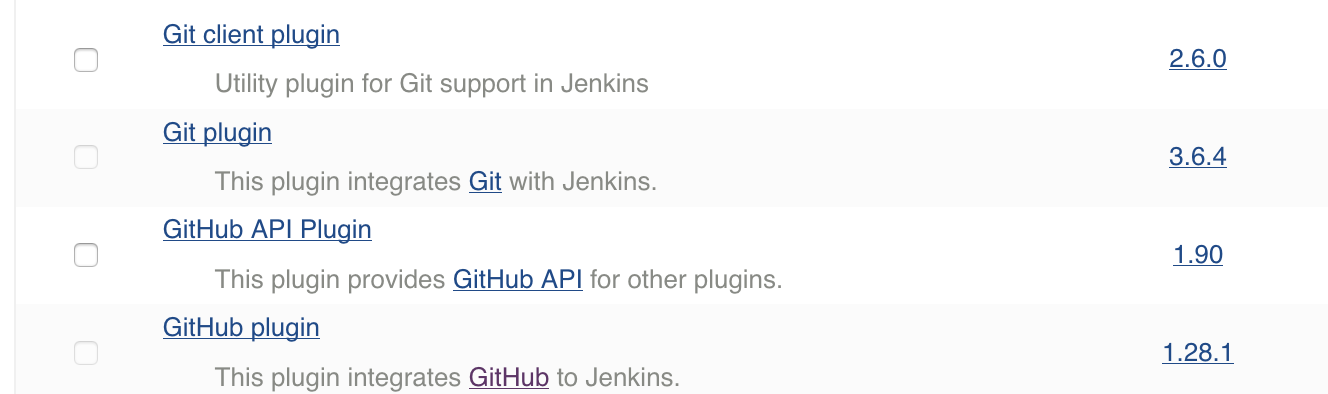 Git client plugin
2.6.0
Utility plugin for Git support in Jenkins
Git plugin
3.6.4
This plugin integrates Git with Jenkins.
GitHub API Plugin
1.90
This plugin provides GitHub API for other plugins.
GitHub plugin
1.28.1
This plugin integrates GitHub to Jenkins.